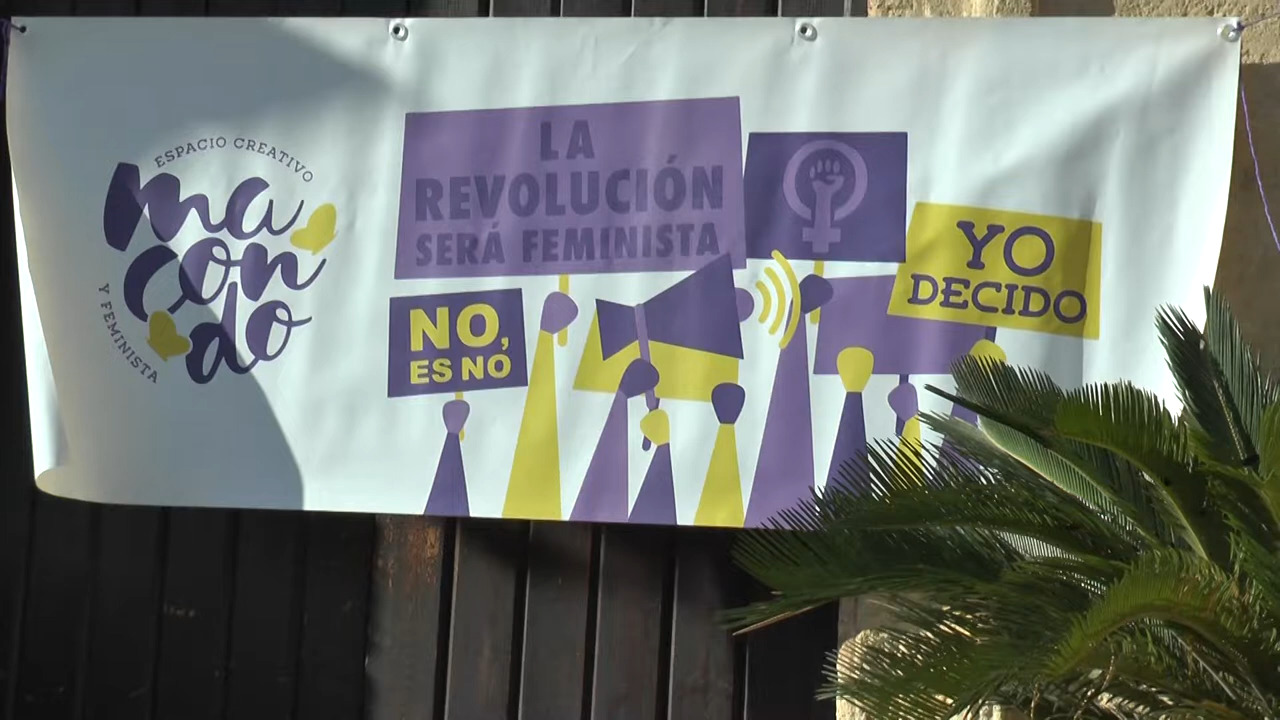 ESPACIO CREATIVO
ma
con
do
Y FEMINISTA
LA
REVOLUCIÓN
SERÁ FEMINISTA
NO,
ES NO
YO
DECIDO